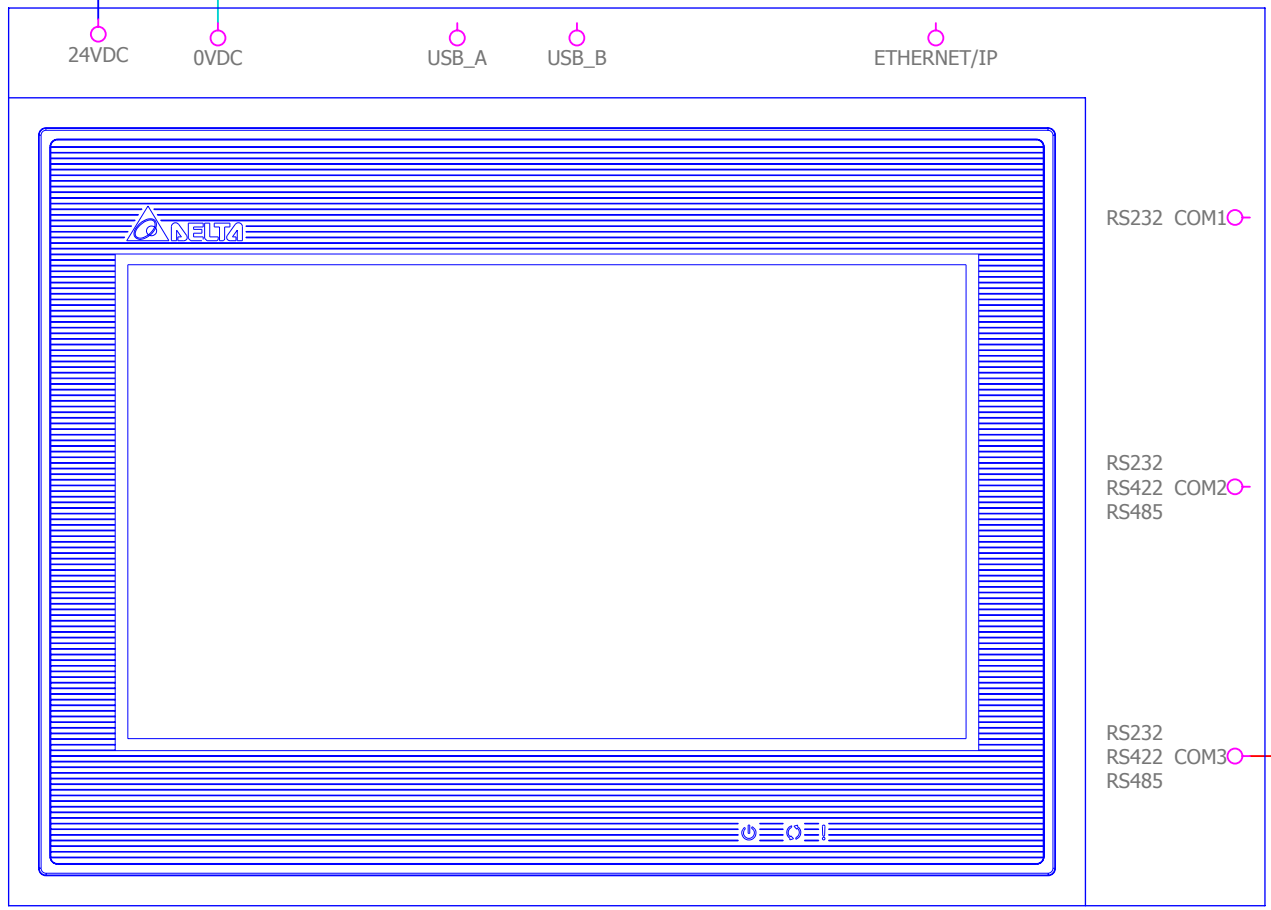 24VDC
0VDC
USB_A
USB_B
ETHERNET/IP
DELTA
RS232 COM1
RS232
RS422 COM2
RS485
RS232
RS422 COM3
RS485